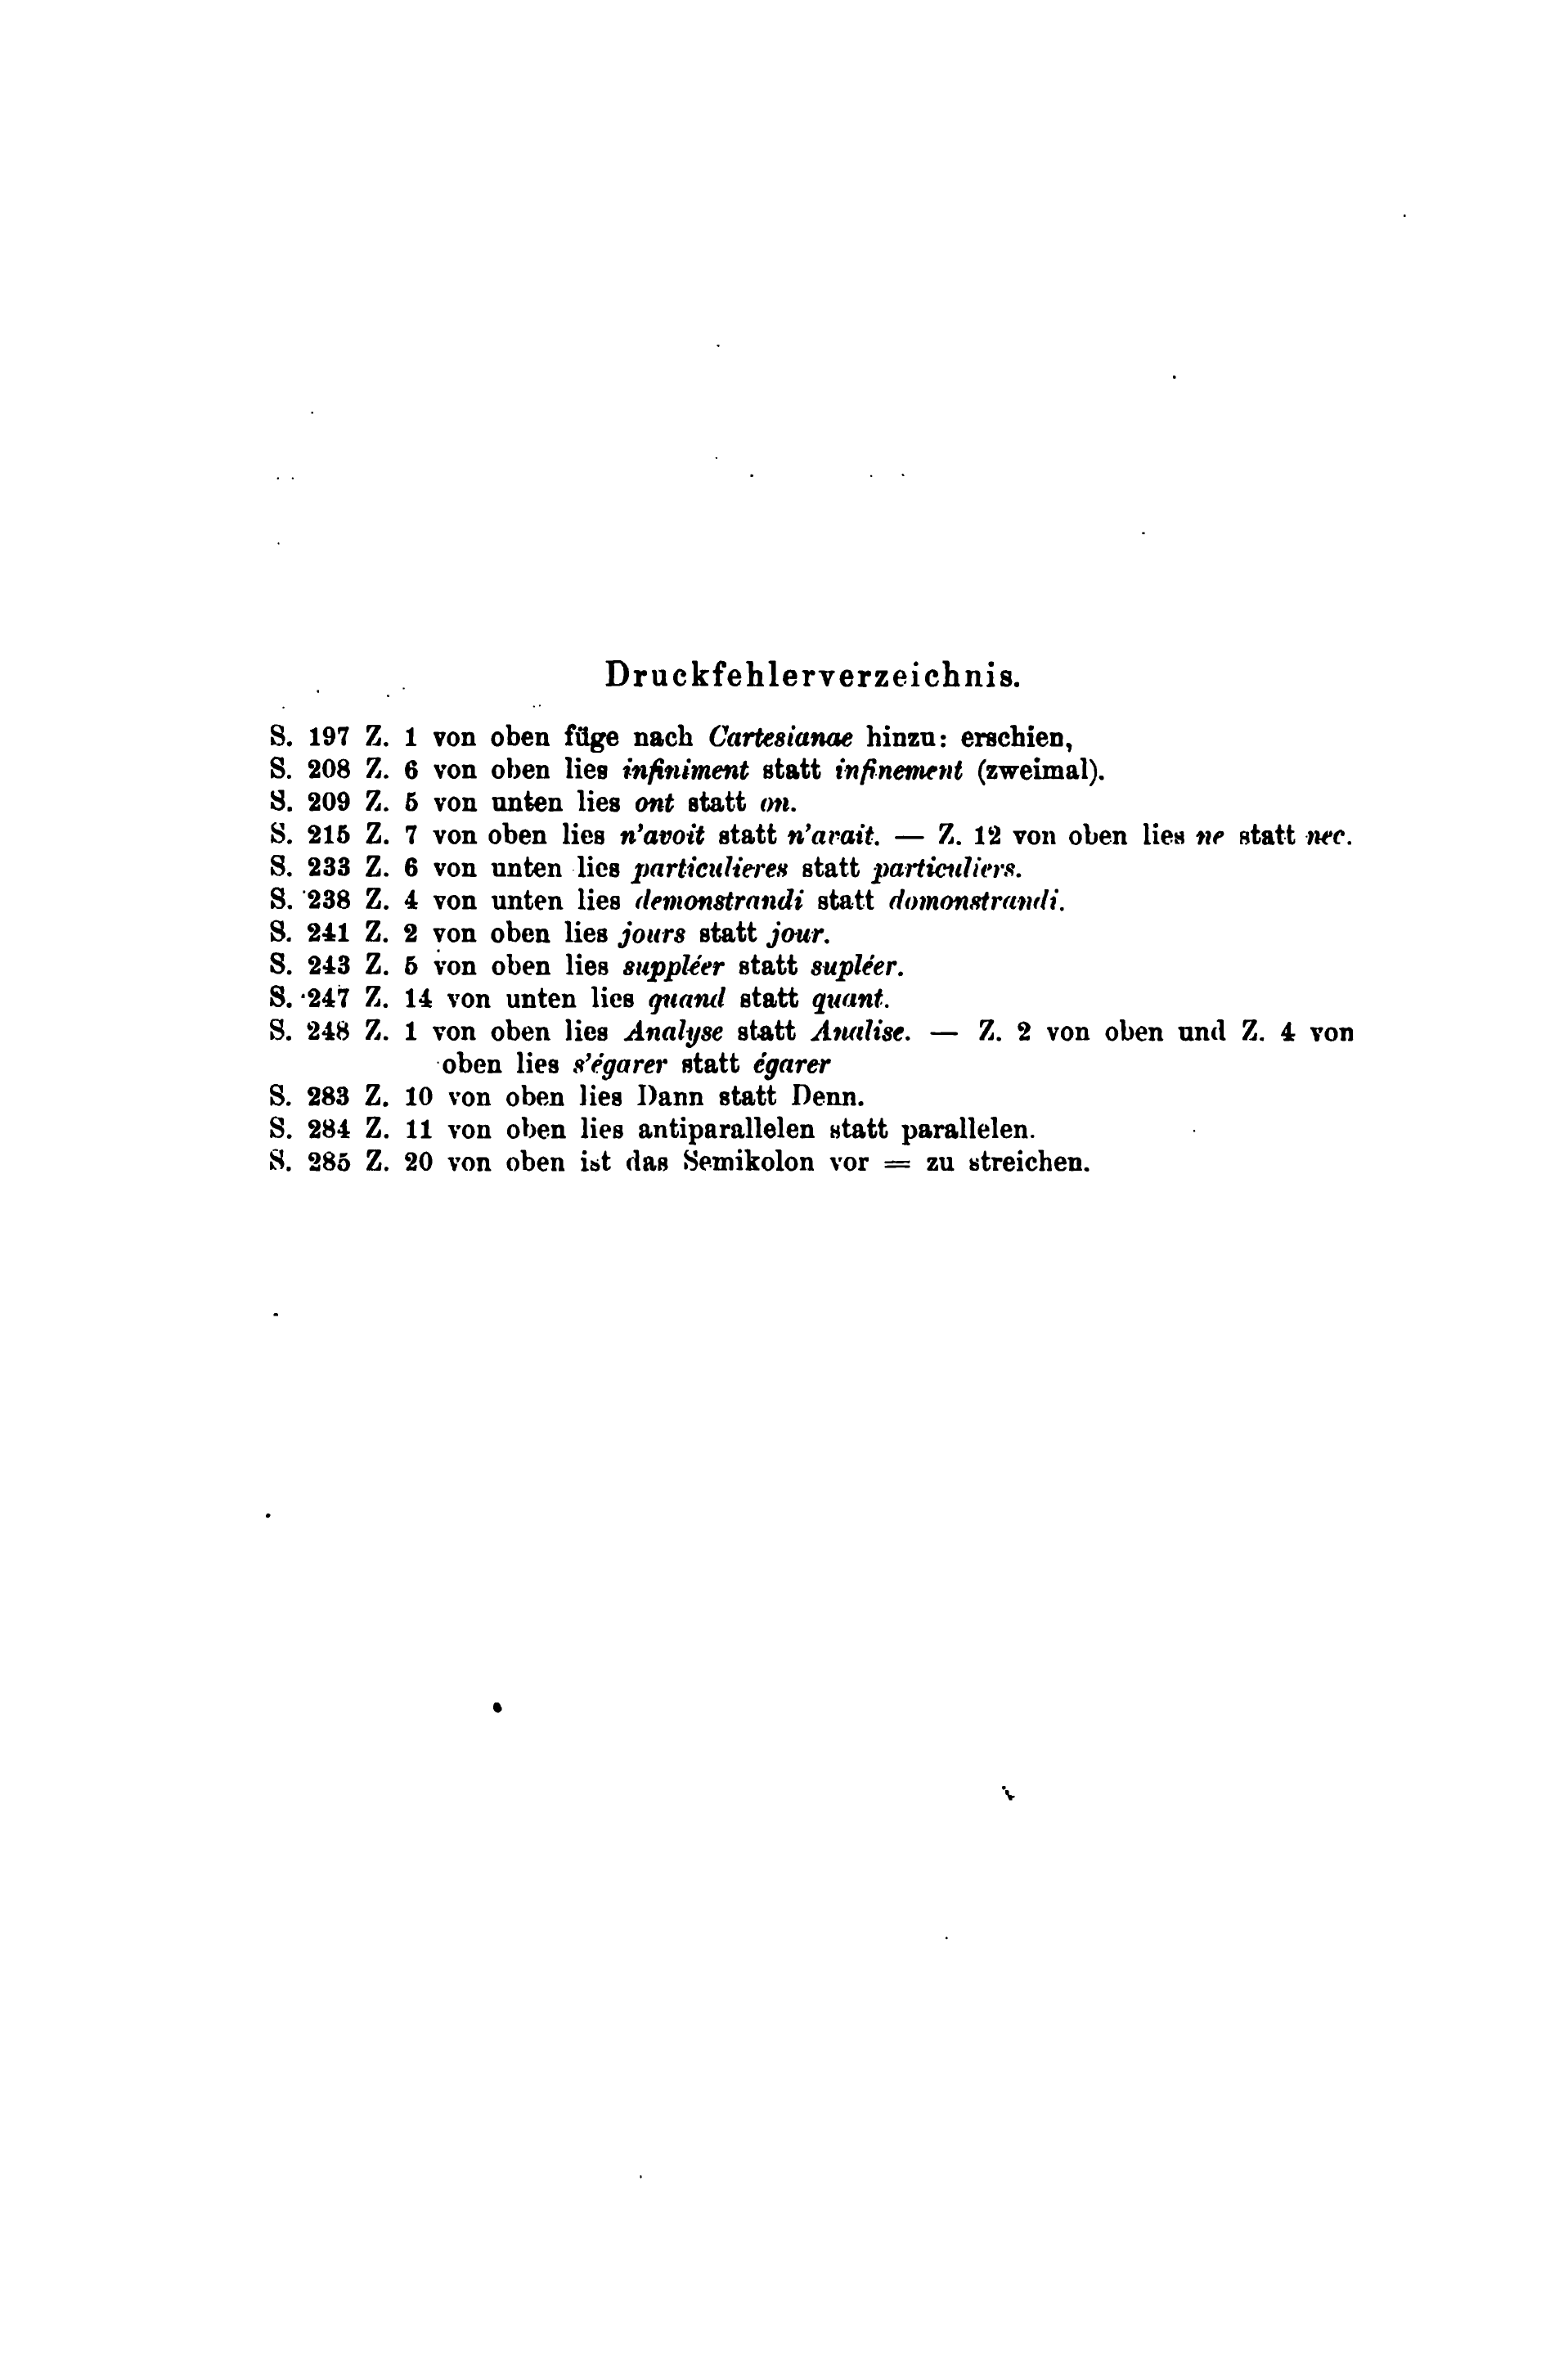 Druckfehlerverzeichnis.
S. 197 Z. 1 von oben füge nach Cartesianae hinzu: erschien,
S. 208 Z. 6 von oben lies infiniment statt infinement (zweimal).
S. 209 Z. 5 von unten lies ont statt on.
S. 215 Z. 7 von oben lies n'avoit statt n'avait. — Z. 12 von oben lies ne statt nec.
S. 233 Z. 6 von unten lies particulieres statt particuliers.
S. 238 Z. 4 von unten lies demonstrandi statt domonstrandi.
S. 241 Z. 2 von oben lies jours statt jour.
S. 243 Z. 5 von oben lies suppléer statt supléer.
S. 247 Z. 14 von unten lies quand statt quant.
S. 248 Z. 1 von oben lies Analyse statt Analise. — Z. 2 von oben und Z. 4 von
oben lies s'égarer statt égarer
S. 283 Z. 10 von oben lies Dann statt Denn.
S. 284 Z. 11 von oben lies antiparallelen statt parallelen.
S. 285 Z. 20 von oben ist das Semikolon vor = zu streichen.